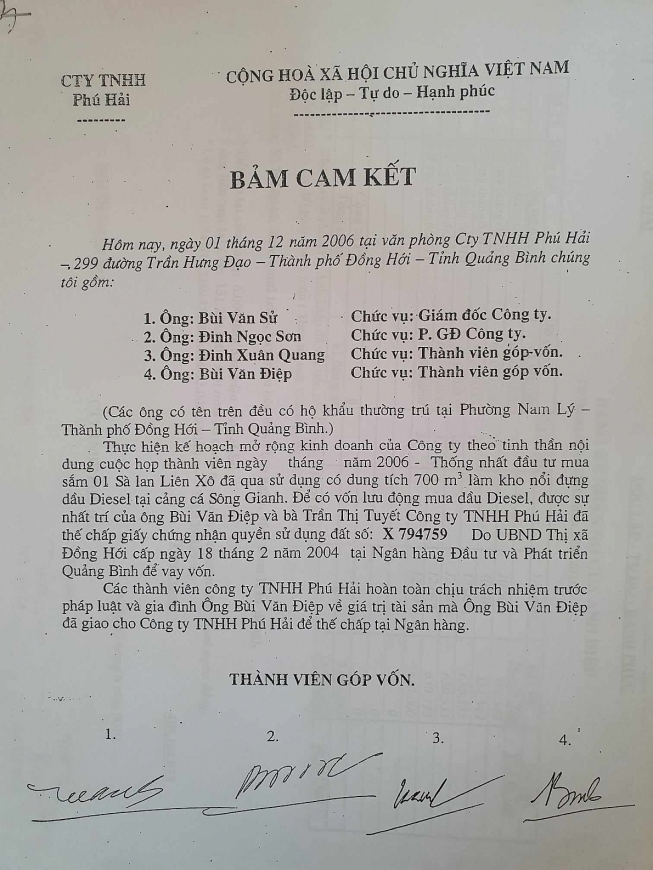 CTY TNHH
Phú Hải
---------
CỘNG HOÀ XÃ HỘI CHỦ NGHĨA VIỆT NAM
Độc lập – Tự do – Hạnh phúc
------------------------------------
BẢM CAM KẾT
Hôm nay, ngày 01 tháng 12 năm 2006 tại văn phòng Cty TNHH Phú Hải
– 299 đường Trần Hưng Đạo – Thành phố Đồng Hới – Tỉnh Quảng Bình chúng
tôi gồm:
1. Ông: Bùi Văn Sử Chức vụ: Giám đốc Công ty.
2. Ông: Đinh Ngọc Sơn Chức vụ: P. GĐ Công ty.
3. Ông: Đinh Xuân Quang Chức vụ: Thành viên góp vốn.
4. Ông: Bùi Văn Điệp Chức vụ: Thành viên góp vốn.
(Các ông có tên trên đều có hộ khẩu thường trú tại Phường Nam Lý –
Thành phố Đồng Hới – Tỉnh Quảng Bình.)
Thực hiện kế hoạch mở rộng kinh doanh của Công ty theo tinh thần nội
dung cuộc họp thành viên ngày tháng năm 2006 - Thống nhất đầu tư mua
sắm 01 Sà lan Liên Xô đã qua sử dụng có dung tích 700 m³ làm kho nổi đựng
dầu Diesel tại cảng cá Sông Gianh. Để có vốn lưu động mua dầu Diesel, được sự
nhất trí của ông Bùi Văn Điệp và bà Trần Thị Tuyết Công ty TNHH Phú Hải đã
thế chấp giấy chứng nhận quyền sử dụng đất số: X 794759 Do UBND Thị xã
Đồng Hới cấp ngày 18 tháng 2 năm 2004 tại Ngân hàng Đầu tư và Phát triển
Quảng Bình để vay vốn.
Các thành viên công ty TNHH Phú Hải hoàn toàn chịu trách nhiệm trước
pháp luật và gia đình Ông Bùi Văn Điệp về giá trị tài sản mà Ông Bùi Văn Điệp
đã giao cho Công ty TNHH Phú Hải để thế chấp tại Ngân hàng.
THÀNH VIÊN GÓP VỐN.
1. 2. 3. 4.